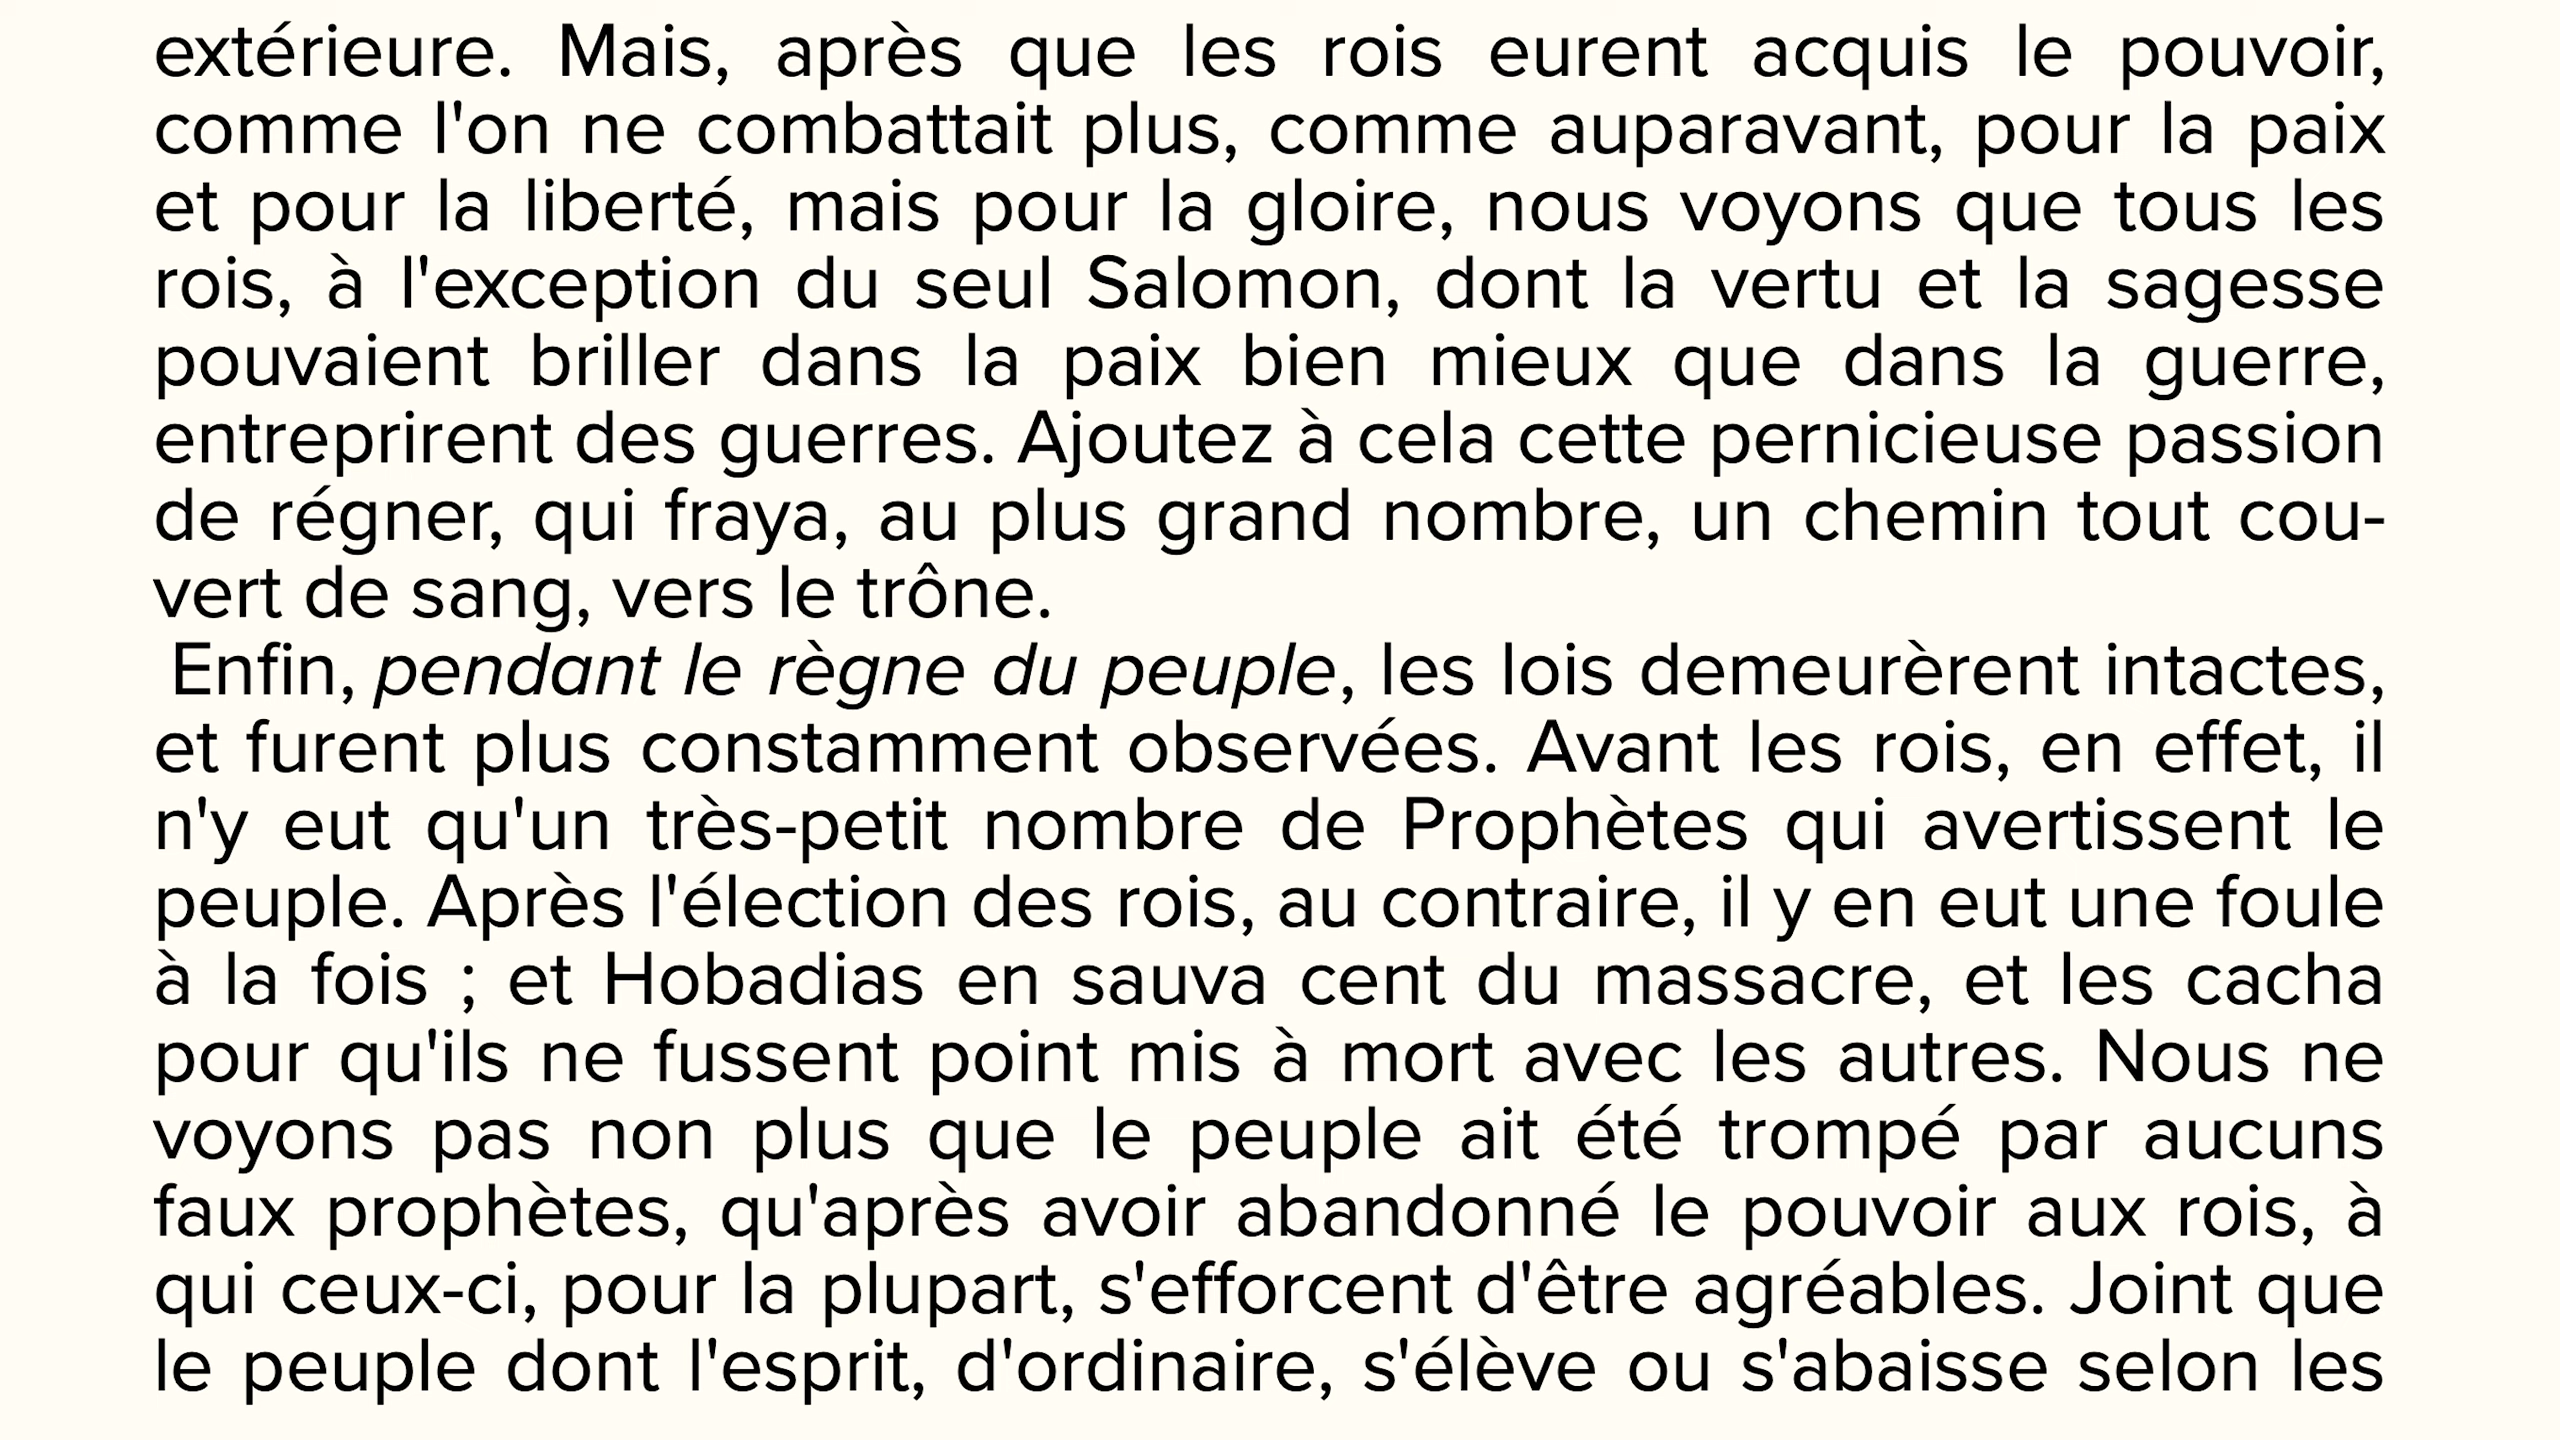 extérieure. Mais, après que les rois eurent acquis le pouvoir,
comme l'on ne combattait plus, comme auparavant, pour la paix
et pour la liberté, mais pour la gloire, nous voyons que tous les
rois, à l'exception du seul Salomon, dont la vertu et la sagesse
pouvaient briller dans la paix bien mieux que dans la guerre,
entreprirent des guerres. Ajoutez à cela cette pernicieuse passion
de régner, qui fraya, au plus grand nombre, un chemin tout cou-
vert de sang, vers le trône.
Enfin, pendant le règne du peuple, les lois demeurèrent intactes,
et furent plus constamment observées. Avant les rois, en effet, il
n'y eut qu'un très-petit nombre de Prophètes qui avertissent le
peuple. Après l'élection des rois, au contraire, il y en eut une foule
à la fois ; et Hobadias en sauva cent du massacre, et les cacha
pour qu'ils ne fussent point mis à mort avec les autres. Nous ne
voyons pas non plus que le peuple ait été trompé par aucuns
faux prophètes, qu'après avoir abandonné le pouvoir aux rois, à
qui ceux-ci, pour la plupart, s'efforcent d'être agréables. Joint que
le peuple dont l'esprit, d'ordinaire, s'élève ou s'abaisse selon les